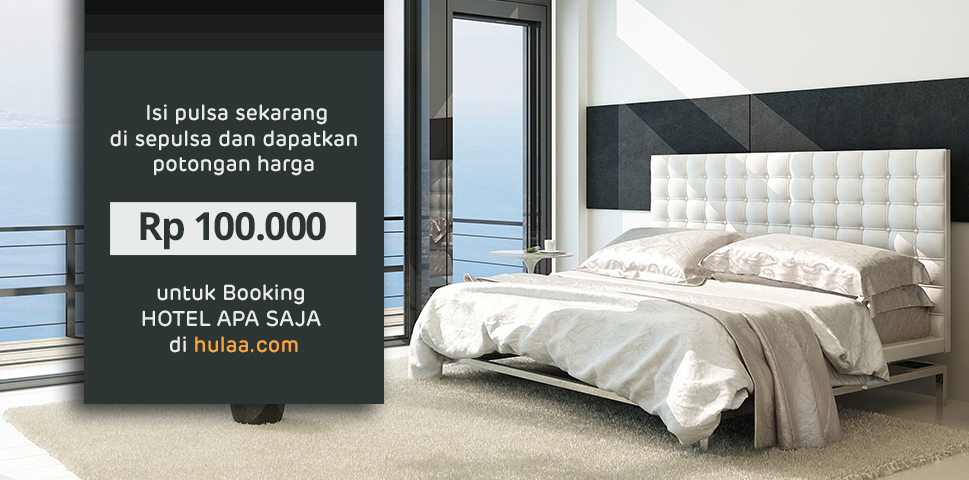 Isi pulsa sekarang
di sepulsa dan dapatkan
potongan harga
Rp 100.000
untuk Booking
HOTEL APA SAJA
di hulaa.com